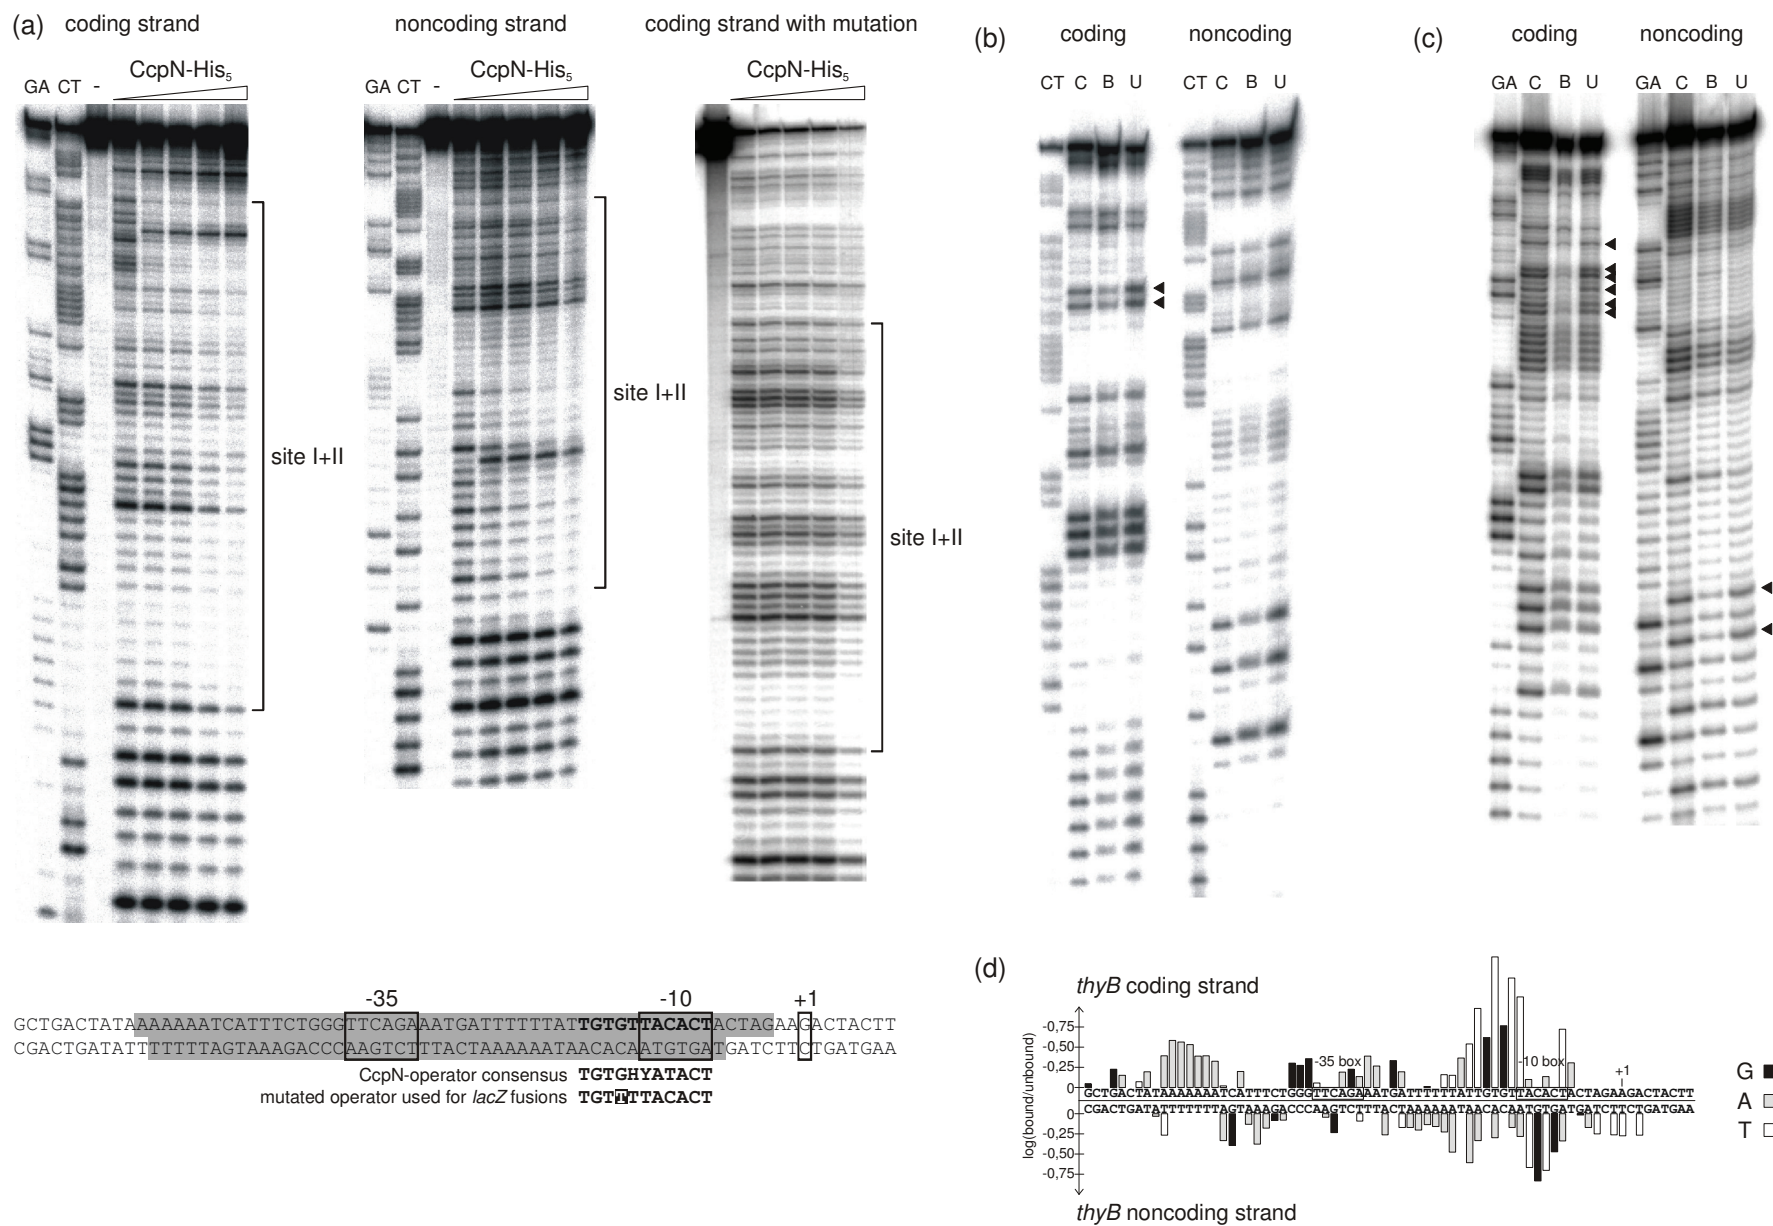 (a) coding strand noncoding strand coding strand with mutation
GA CT - CcpN-His5
GA CT - CcpN-His5
CcpN-His5
site I+II
site I+II
site I+II
(b) coding noncoding
CT C B U CT C B U
(c) coding noncoding
GA C B U GA C B U
-35 -10 +1
GCTGACTATAAAAAAATCATTTCTGGGTTCAGAAATGATTTTTTATTGTGTTACACTACTAGAAGACTACTT
CGACTGATATTTTTTTAGTAAAGACCCAAGTCTTTACTAAAAAATAACACAATGTGATGATCTTCTGATGAA
CcpN-operator consensus TGTGHYATACT
mutated operator used for lacZ fusions TGTTTTACACT
(d)
thyB coding strand
log(bound/unbound)
-0,75
-0,50
-0,25
0
-35 box -10 box +1
GCTGACTATAAAAAAATCATTTCTGGGTTCAGAAATGATTTTTTATTGTGTTACACTACTAGAAGACTACTT
CGACTGATATTTTTTTAGTAAAGACCCAAGTCTTTACTAAAAAATAACACAATGTGATGATCTTCTGATGAA
0
-0,25
-0,50
-0,75
thyB noncoding strand
G
A
T